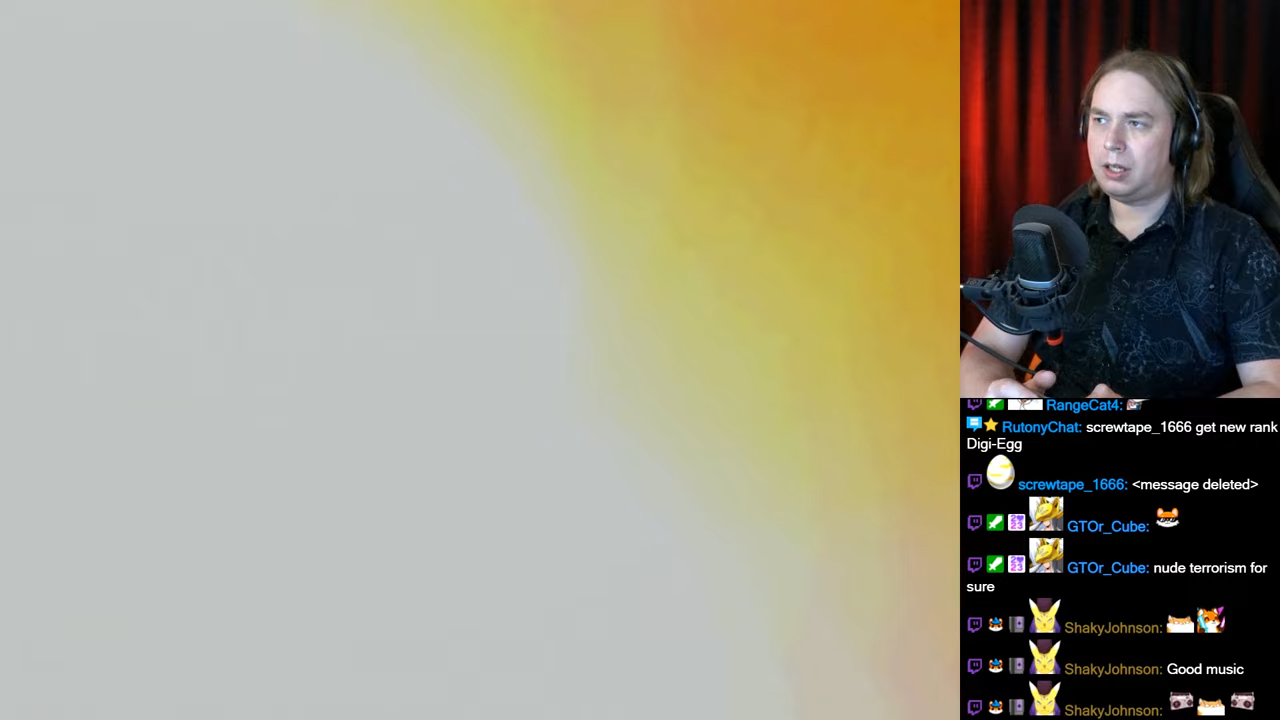 RangeCat4:
RutonyChat: screwtape_1666 get new rank
Digi-Egg
screwtape_1666: <message deleted>
GTOr_Cube:
GTOr_Cube: nude terrorism for
sure
ShakyJohnson:
ShakyJohnson: Good music
ShakyJohnson: